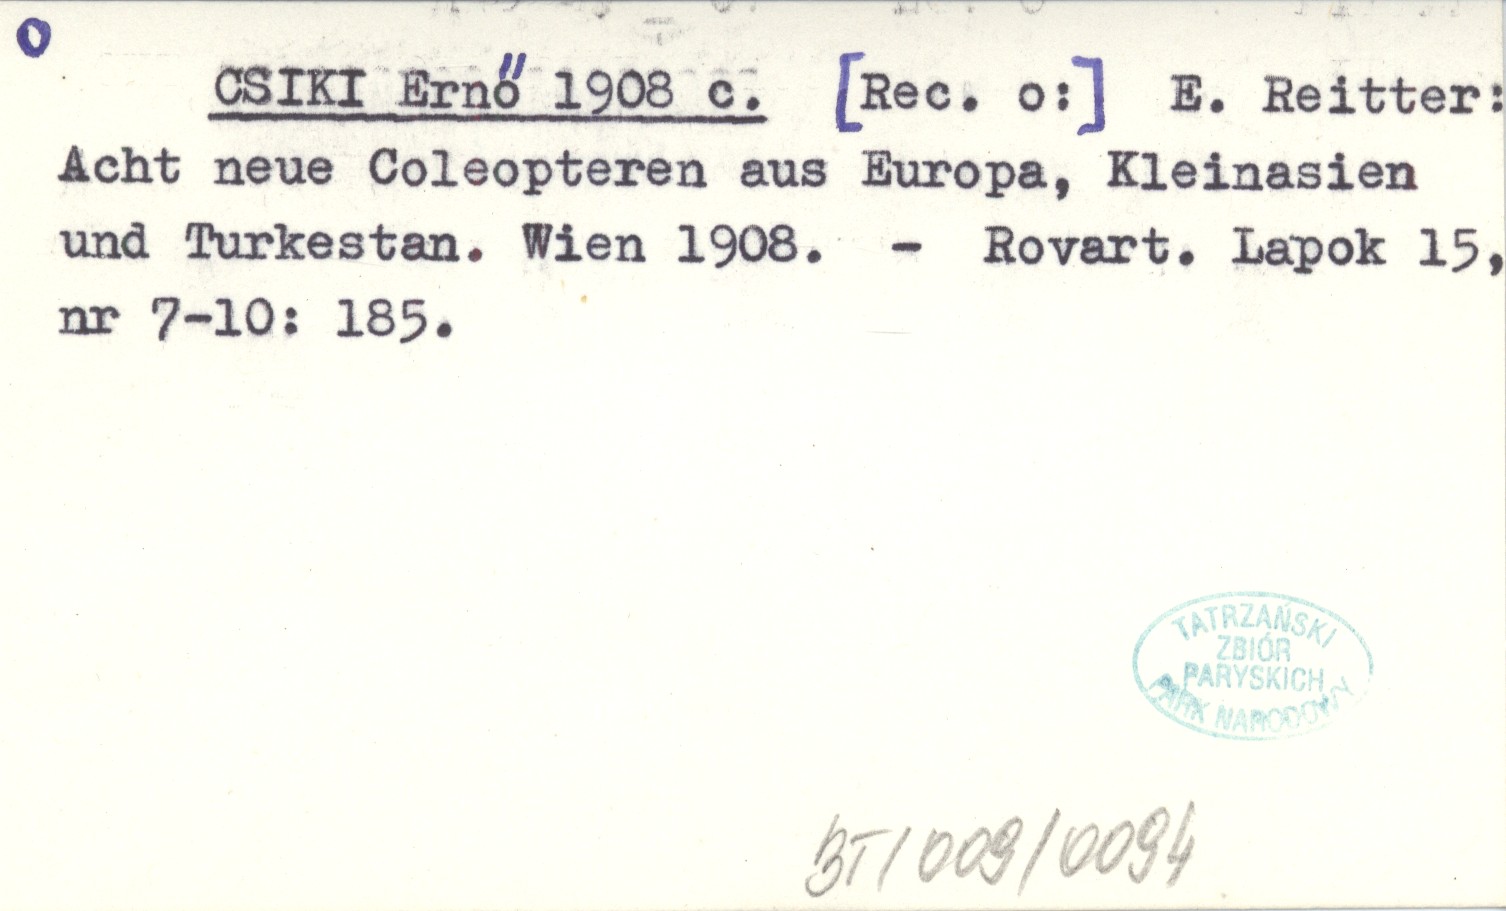 o
CSIKI Ernő 1908 c. [Rec. o:] E. Reitter:
Acht neue Coleopteren aus Europa, Kleinasien
und Turkestan. Wien 1908. - Rovart. Lapok 15,
nr 7-10: 185.
TATRZAŃSKI
ZBIÓR
PARYSKICH
PARK NARODOWY
BT/009/0094